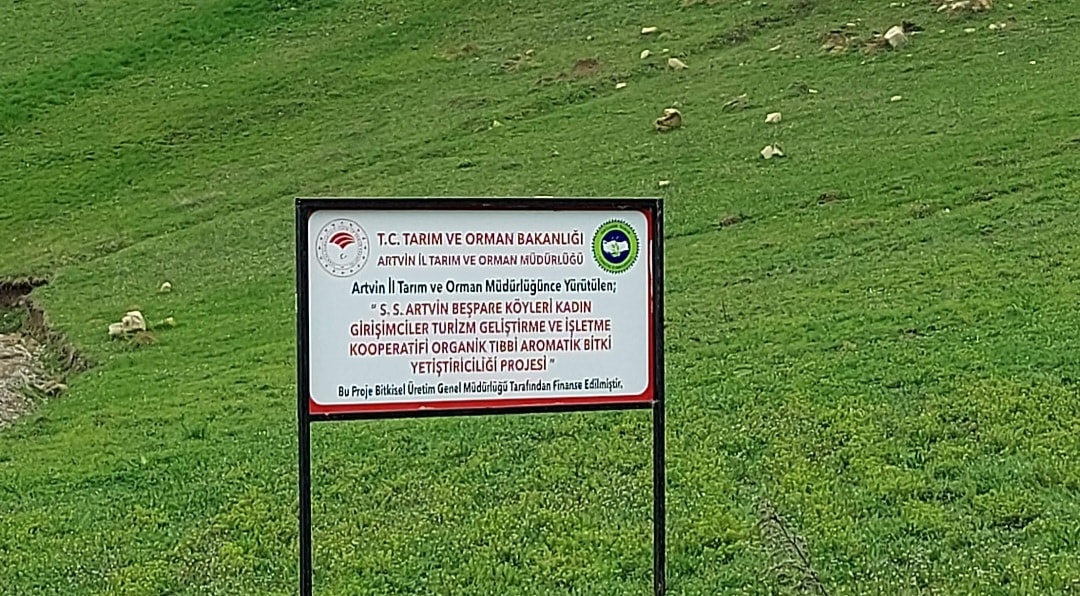 T.C. TARIM VE ORMAN BAKANLIĞI
ARTVİN İL TARIM VE ORMAN MÜDÜRLÜĞÜ
Artvin İl Tarım ve Orman Müdürlüğünce Yürütülen;
" S. S. ARTVİN BEŞPARE KÖYLERİ KADIN
GİRİŞİMCİLER TURİZM GELİŞTİRME VE İŞLETME
KOOPERATİFİ ORGANİK TIBBİ AROMATİK BİTKİ
YETİŞTİRİCİLİĞİ PROJESİ "
Bu Proje Bitkisel Üretim Genel Müdürlüğü Tarafından Finanse Edilmiştir.